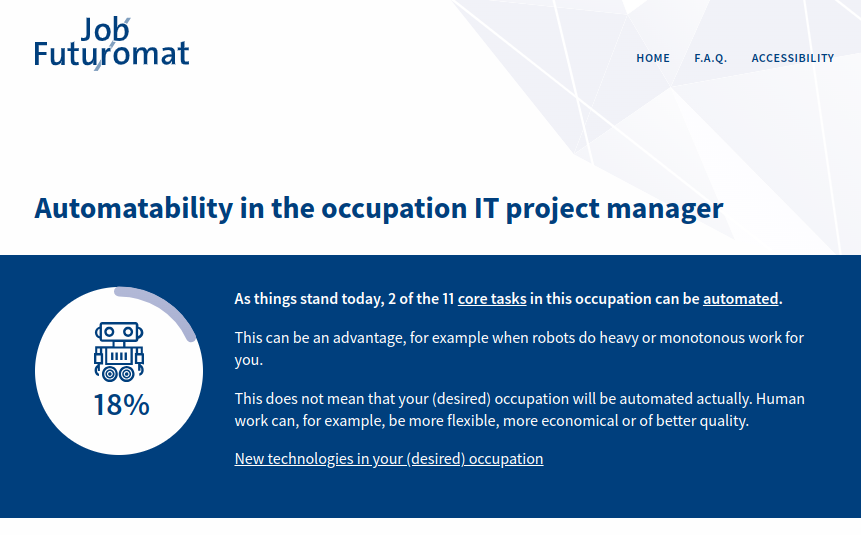 Job
Futuromat
HOME F.A.Q. ACCESSIBILITY
Automatability in the occupation IT project manager
As things stand today, 2 of the 11 core tasks in this occupation can be automated.
This can be an advantage, for example when robots do heavy or monotonous work for
you.
This does not mean that your (desired) occupation will be automated actually. Human
work can, for example, be more flexible, more economical or of better quality.
New technologies in your (desired) occupation
18%